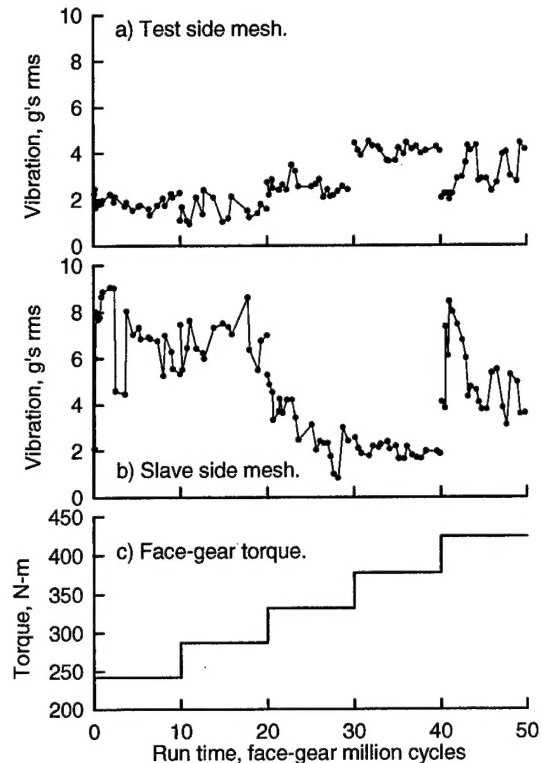 10
a) Test side mesh.
8
6
4
2
0
Vibration, g's rms
10
8
6
4
2
0
Vibration, g's rms
b) Slave side mesh.
450
400
350
300
250
200
Torque, N-m
c) Face-gear torque.
0 10 20 30 40 50
Run time, face-gear million cycles